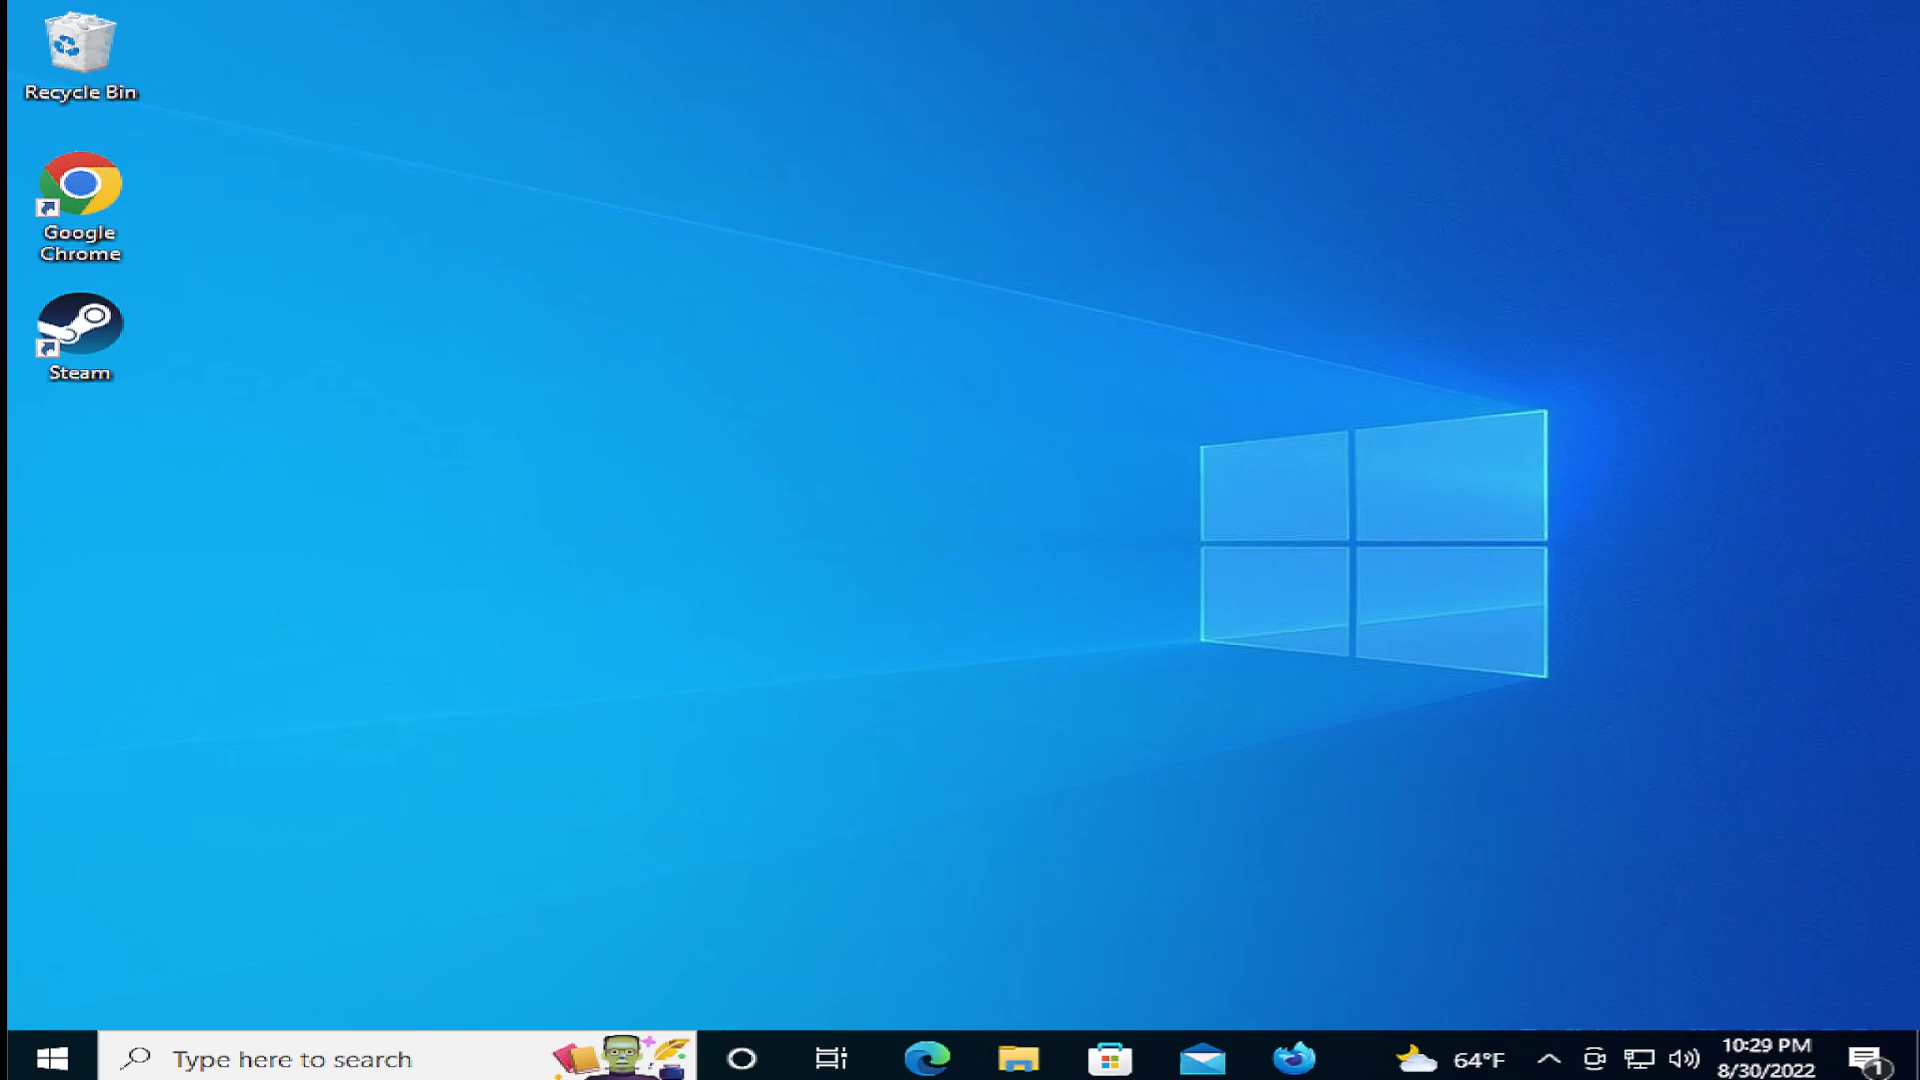 Recycle Bin
Google
Chrome
Steam
Type here to search
64°F
10:29 PM
8/30/2022
1